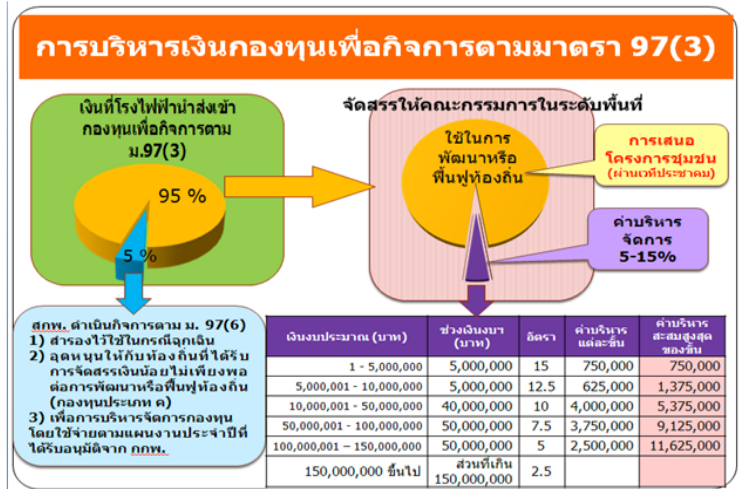 การบริหารเงินกองทุนเพื่อกิจการตามมาตรา 97(3)
เงินที่โรงไฟฟ้านำส่งเข้า
กองทุนเพื่อกิจการตาม
ม.97(3)
95 %
5 %
จัดสรรให้คณะกรรมการในระดับพื้นที่
ใช้ในการ
พัฒนาหรือ
ฟื้นฟูท้องถิ่น
การเสนอ
โครงการชุมชน
(ผ่านเวทีประชาคม)
ค่าบริหาร
จัดการ
5-15%
สกพ. ดำเนินกิจการตาม ม. 97(6)
1) สำรองไว้ใช้ในกรณีฉุกเฉิน
2) อุดหนุนให้กับท้องถิ่นที่ได้รับ
การจัดสรรเงินน้อยไม่เพียงพอ
ต่อการพัฒนาหรือฟื้นฟูท้องถิ่น
(กองทุนประเภท ค)
3) เพื่อการบริหารจัดการกองทุน
โดยใช้จ่ายตามแผนงานประจำปีที่
ได้รับอนุมัติจาก กกพ.
เงินงบประมาณ (บาท) ช่วงเงินงบฯ (บาท) อัตรา ค่าบริหารแต่ละขั้น ค่าบริหารสะสมสูงสุดของขั้น
1 - 5,000,000 5,000,000 15 750,000 750,000
5,000,001 - 10,000,000 5,000,000 12.5 625,000 1,375,000
10,000,001 - 50,000,000 40,000,000 10 4,000,000 5,375,000
50,000,001 - 100,000,000 50,000,000 7.5 3,750,000 9,125,000
100,000,001 – 150,000,000 50,000,000 5 2,500,000 11,625,000
150,000,000 ขึ้นไป ส่วนที่เกิน 150,000,000 2.5